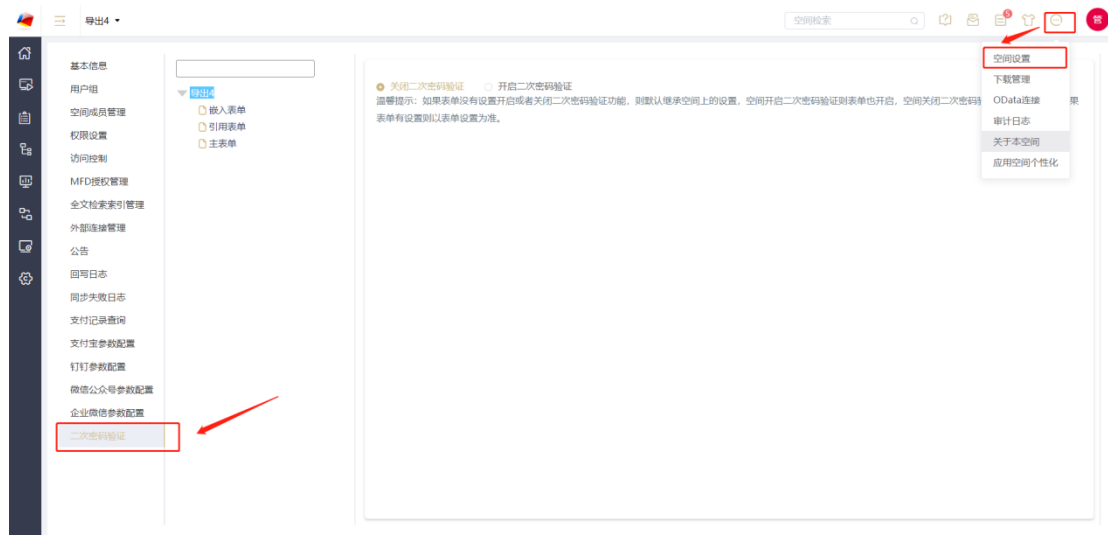 导出4
空间检索
5
管
基本信息
用户组
空间成员管理
权限设置
访问控制
MFD授权管理
全文检索索引管理
外部连接管理
公告
回写日志
同步失败日志
支付记录查询
支付宝参数配置
钉钉参数配置
微信公众号参数配置
企业微信参数配置
二次密码验证
导出4
嵌入表单
引用表单
主表单
关闭二次密码验证 开启二次密码验证
温馨提示：如果表单没有设置开启或者关闭二次密码验证功能，则默认继承空间上的设置，空间开启二次密码验证则表单也开启，空间关闭二次密码 果
表单有设置则以表单设置为准。
空间设置
下载管理
OData连接
审计日志
关于本空间
应用空间个性化